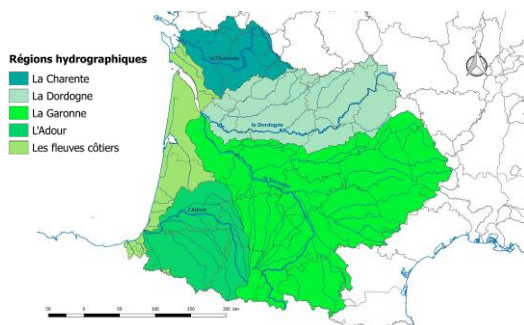 Régions hydrographiques
La Charente
La Dordogne
La Garonne
L'Adour
Les fleuves côtiers
la Charente
la Dordogne
l'Adour
50 0 50 100 150 200 km